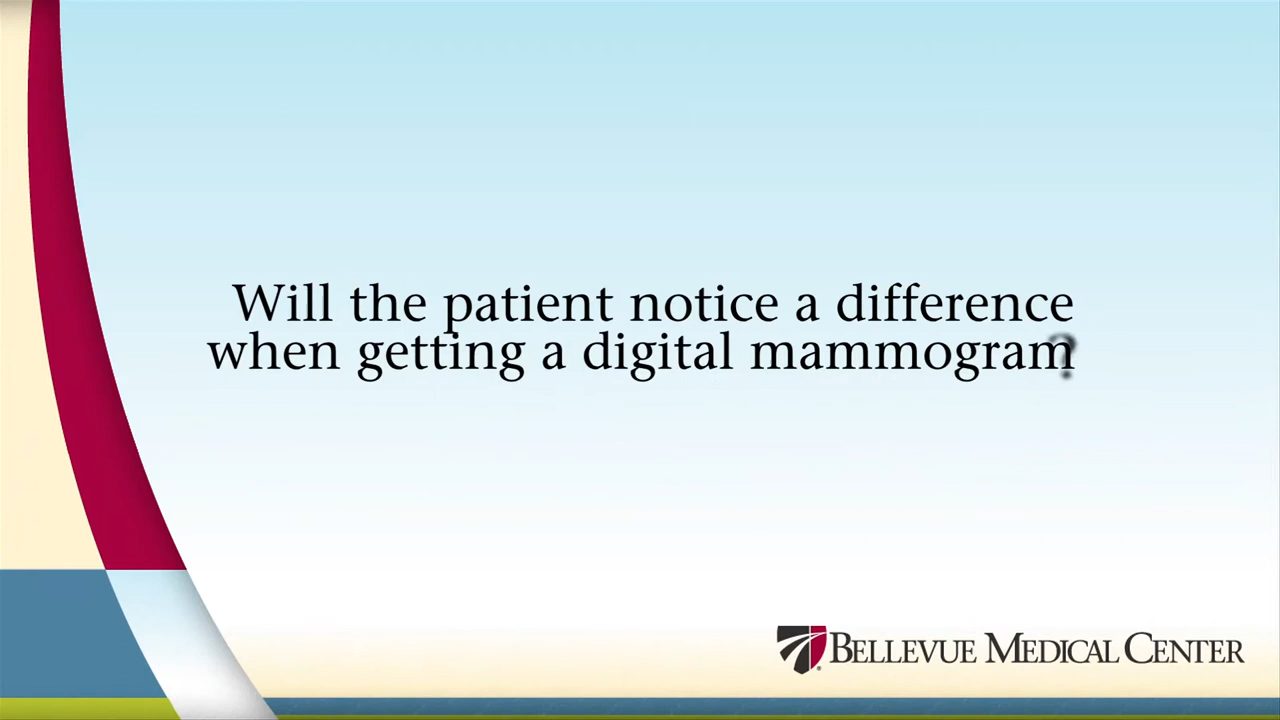 Will the patient notice a difference
when getting a digital mammogram?
BELLEVUE MEDICAL CENTER